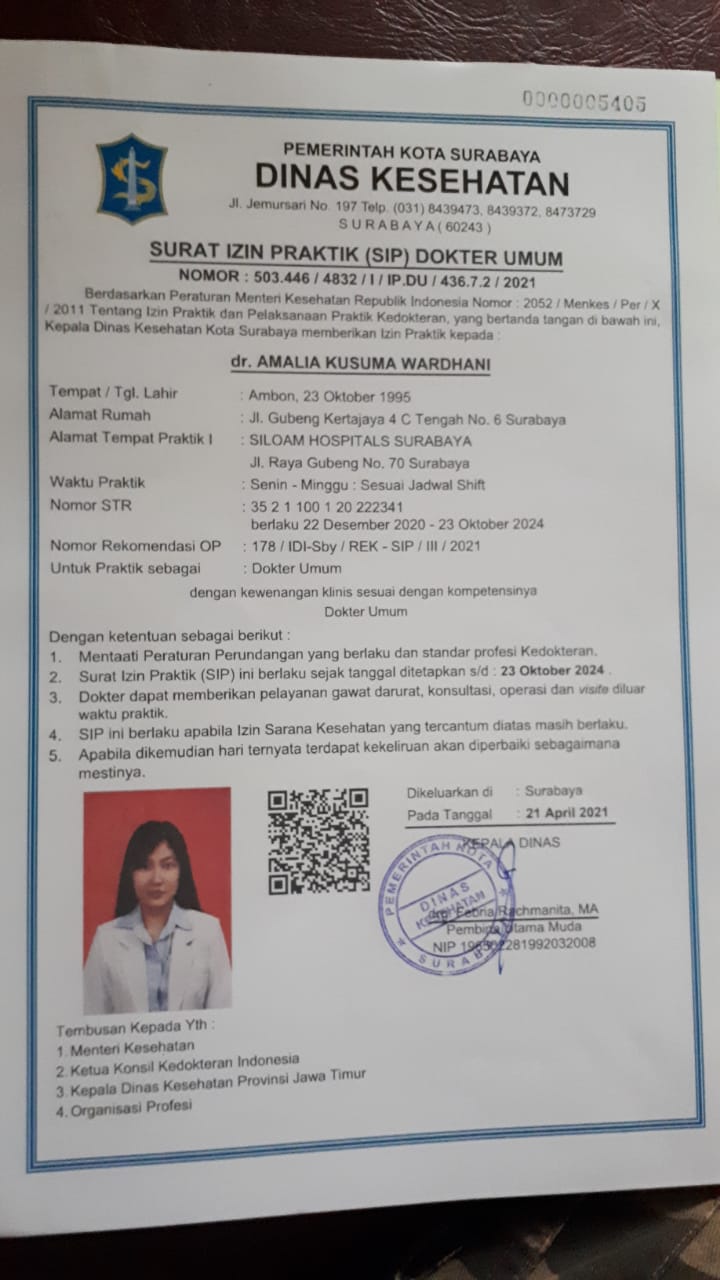 0000005405
PEMERINTAH KOTA SURABAYA
DINAS KESEHATAN
Jl. Jemursari No. 197 Telp. (031) 8439473, 8439372, 8473729
SURABAYA ( 60243 )
SURAT IZIN PRAKTIK (SIP) DOKTER UMUM
NOMOR : 503.446 / 4832 / I / IP.DU / 436.7.2 / 2021
Berdasarkan Peraturan Menteri Kesehatan Republik Indonesia Nomor : 2052 / Menkes / Per / X
/ 2011 Tentang Izin Praktik dan Pelaksanaan Praktik Kedokteran, yang bertanda tangan di bawah ini,
Kepala Dinas Kesehatan Kota Surabaya memberikan Izin Praktik kepada :
dr. AMALIA KUSUMA WARDHANI
Tempat / Tgl. Lahir : Ambon, 23 Oktober 1995
Alamat Rumah : Jl. Gubeng Kertajaya 4 C Tengah No. 6 Surabaya
Alamat Tempat Praktik I : SILOAM HOSPITALS SURABAYA
Jl. Raya Gubeng No. 70 Surabaya
Waktu Praktik : Senin - Minggu : Sesuai Jadwal Shift
Nomor STR : 35 2 1 100 1 20 222341
berlaku 22 Desember 2020 - 23 Oktober 2024
Nomor Rekomendasi OP : 178 / IDI-Sby / REK - SIP / III / 2021
Untuk Praktik sebagai : Dokter Umum
dengan kewenangan klinis sesuai dengan kompetensinya
Dokter Umum
Dengan ketentuan sebagai berikut :
1. Mentaati Peraturan Perundangan yang berlaku dan standar profesi Kedokteran.
2. Surat Izin Praktik (SIP) ini berlaku sejak tanggal ditetapkan s/d : 23 Oktober 2024 .
3. Dokter dapat memberikan pelayanan gawat darurat, konsultasi, operasi dan visite diluar
waktu praktik.
4. SIP ini berlaku apabila Izin Sarana Kesehatan yang tercantum diatas masih berlaku.
5. Apabila dikemudian hari ternyata terdapat kekeliruan akan diperbaiki sebagaimana
mestinya.
Dikeluarkan di : Surabaya
Pada Tanggal : 21 April 2021
KEPALA DINAS
PEMERINTAH KOTA
DINAS
KESEHATAN
SURABAYA
Febria Rachmanita, MA
Pembina Utama Muda
NIP
Tembusan Kepada Yth :
1. Menteri Kesehatan
2. Ketua Konsil Kedokteran Indonesia
3. Kepala Dinas Kesehatan Provinsi Jawa Timur
4. Organisasi Profesi